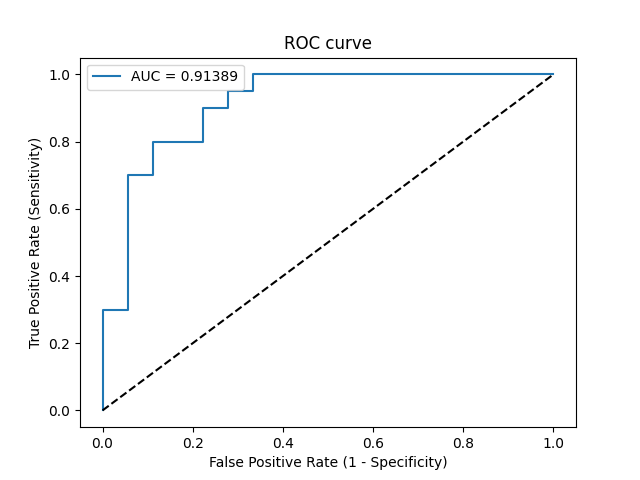 ROC curve
AUC = 0.91389
1.0
0.8
0.6
0.4
0.2
0.0
True Positive Rate (Sensitivity)
0.0 0.2 0.4 0.6 0.8 1.0
False Positive Rate (1 - Specificity)